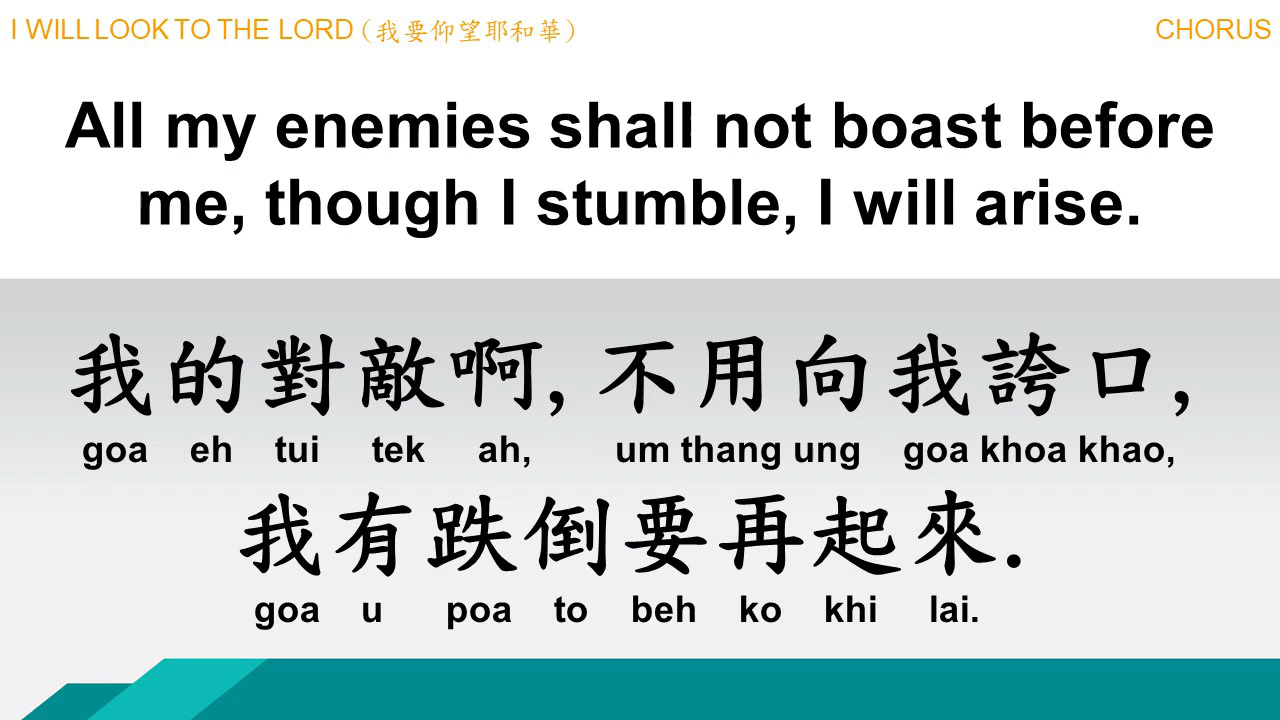 I WILL LOOK TO THE LORD (我要仰望耶和華)
CHORUS
All my enemies shall not boast before
me, though I stumble, I will arise.
我的對敵啊, 不用向我誇口,
goa eh tui tek ah, um thang ung goa khoa khao,
我有跌倒要再起來.
goa u poa to beh ko khi lai.